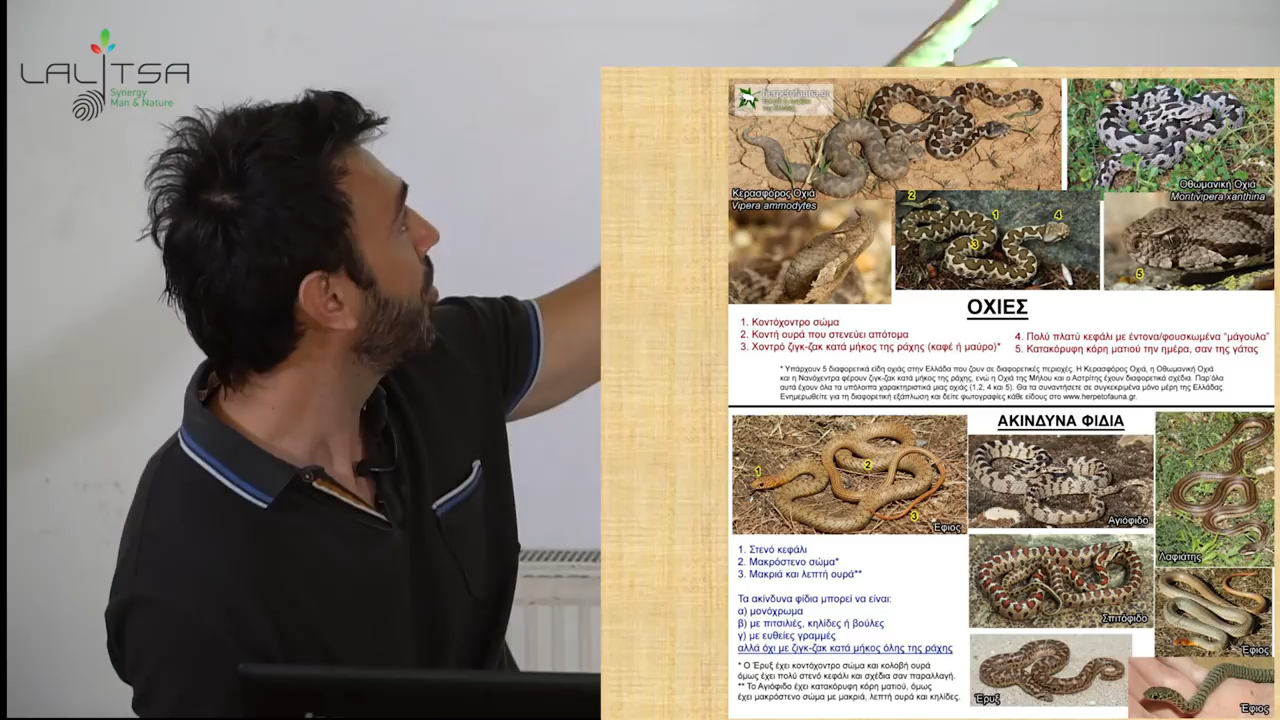 LALITSA
Synergy
Man & Nature
herpetofauna.gr
Κερασφόρος Οχιά
Vipera ammodytes
Οθωμανική Οχιά
Montivipera xanthina
2
1
4
3
5
ΟΧΙΕΣ
1. Κοντόχοντρο σώμα
2. Κοντή ουρά που στενεύει απότομα
3. Χοντρό ζιγκ-ζακ κατά μήκος της ράχης (καφέ ή μαύρο)*
4. Πολύ πλατύ κεφάλι με έντονα/φουσκωμένα "μάγουλα"
5. Κατακόρυφη κόρη ματιού την ημέρα, σαν της γάτας
* Υπάρχουν 5 διαφορετικά είδη οχιάς στην Ελλάδα που ζουν σε διαφορετικές περιοχές. Η Κερασφόρος Οχιά, η Οθωμανική Οχιά
και η Νανόχεντρα φέρουν ζιγκ-ζακ κατά μήκος της ράχης, ενώ η Οχιά της Μήλου και ο Αστρίτης έχουν διαφορετικά σχέδια. Παρ'όλα
αυτά έχουν όλα τα υπόλοιπα χαρακτηριστικά μιας οχιάς (1,2, 4 και 5). Θα τα συναντήσετε σε συγκεκριμένα μόνο μέρη της Ελλάδας.
Ενημερωθείτε για τη διαφορετική εξάπλωση και δείτε φωτογραφίες κάθε είδους στο www.herpetofauna.gr.
ΑΚΙΝΔΥΝΑ ΦΙΔΙΑ
1
2
3
Έφιος
Αγιόφιδο
Λαφιάτης
Σπιτόφιδο
Έφιος
Έρυξ
Έφιος
1. Στενό κεφάλι
2. Μακρόστενο σώμα*
3. Μακριά και λεπτή ουρά**
Τα ακίνδυνα φίδια μπορεί να είναι:
α) μονόχρωμα
β) με πιτσιλιές, κηλίδες ή βούλες
γ) με ευθείες γραμμές
αλλά όχι με ζιγκ-ζακ κατά μήκος όλης της ράχης
* Ο Έρυξ έχει κοντόχοντρο σώμα και κολοβή ουρά
όμως έχει πολύ στενό κεφάλι και σχέδια σαν παραλλαγή.
** Το Αγιόφιδο έχει κατακόρυφη κόρη ματιού, όμως
έχει μακρόστενο σώμα με μακριά, λεπτή ουρά και κηλίδες.